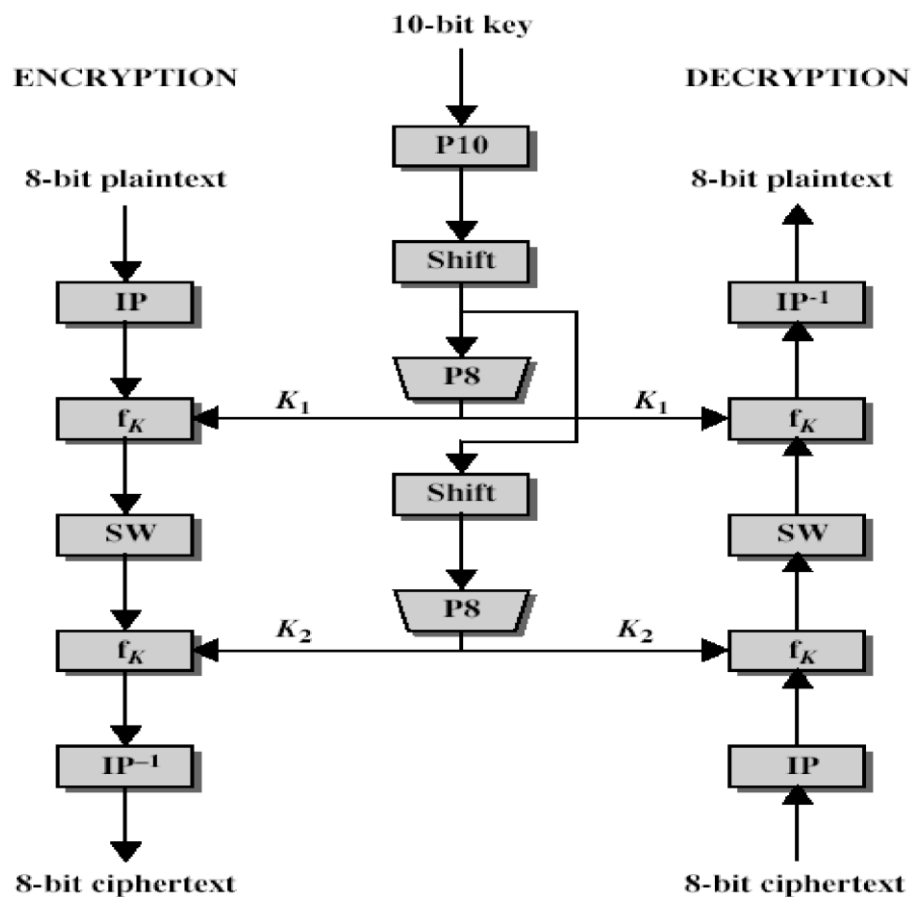 10-bit key
ENCRYPTION
DECRYPTION
P10
8-bit plaintext
8-bit plaintext
Shift
IP
IP-1
P8
fK
K1
K1
fK
Shift
SW
SW
P8
fK
K2
K2
fK
IP–1
IP
8-bit ciphertext
8-bit ciphertext